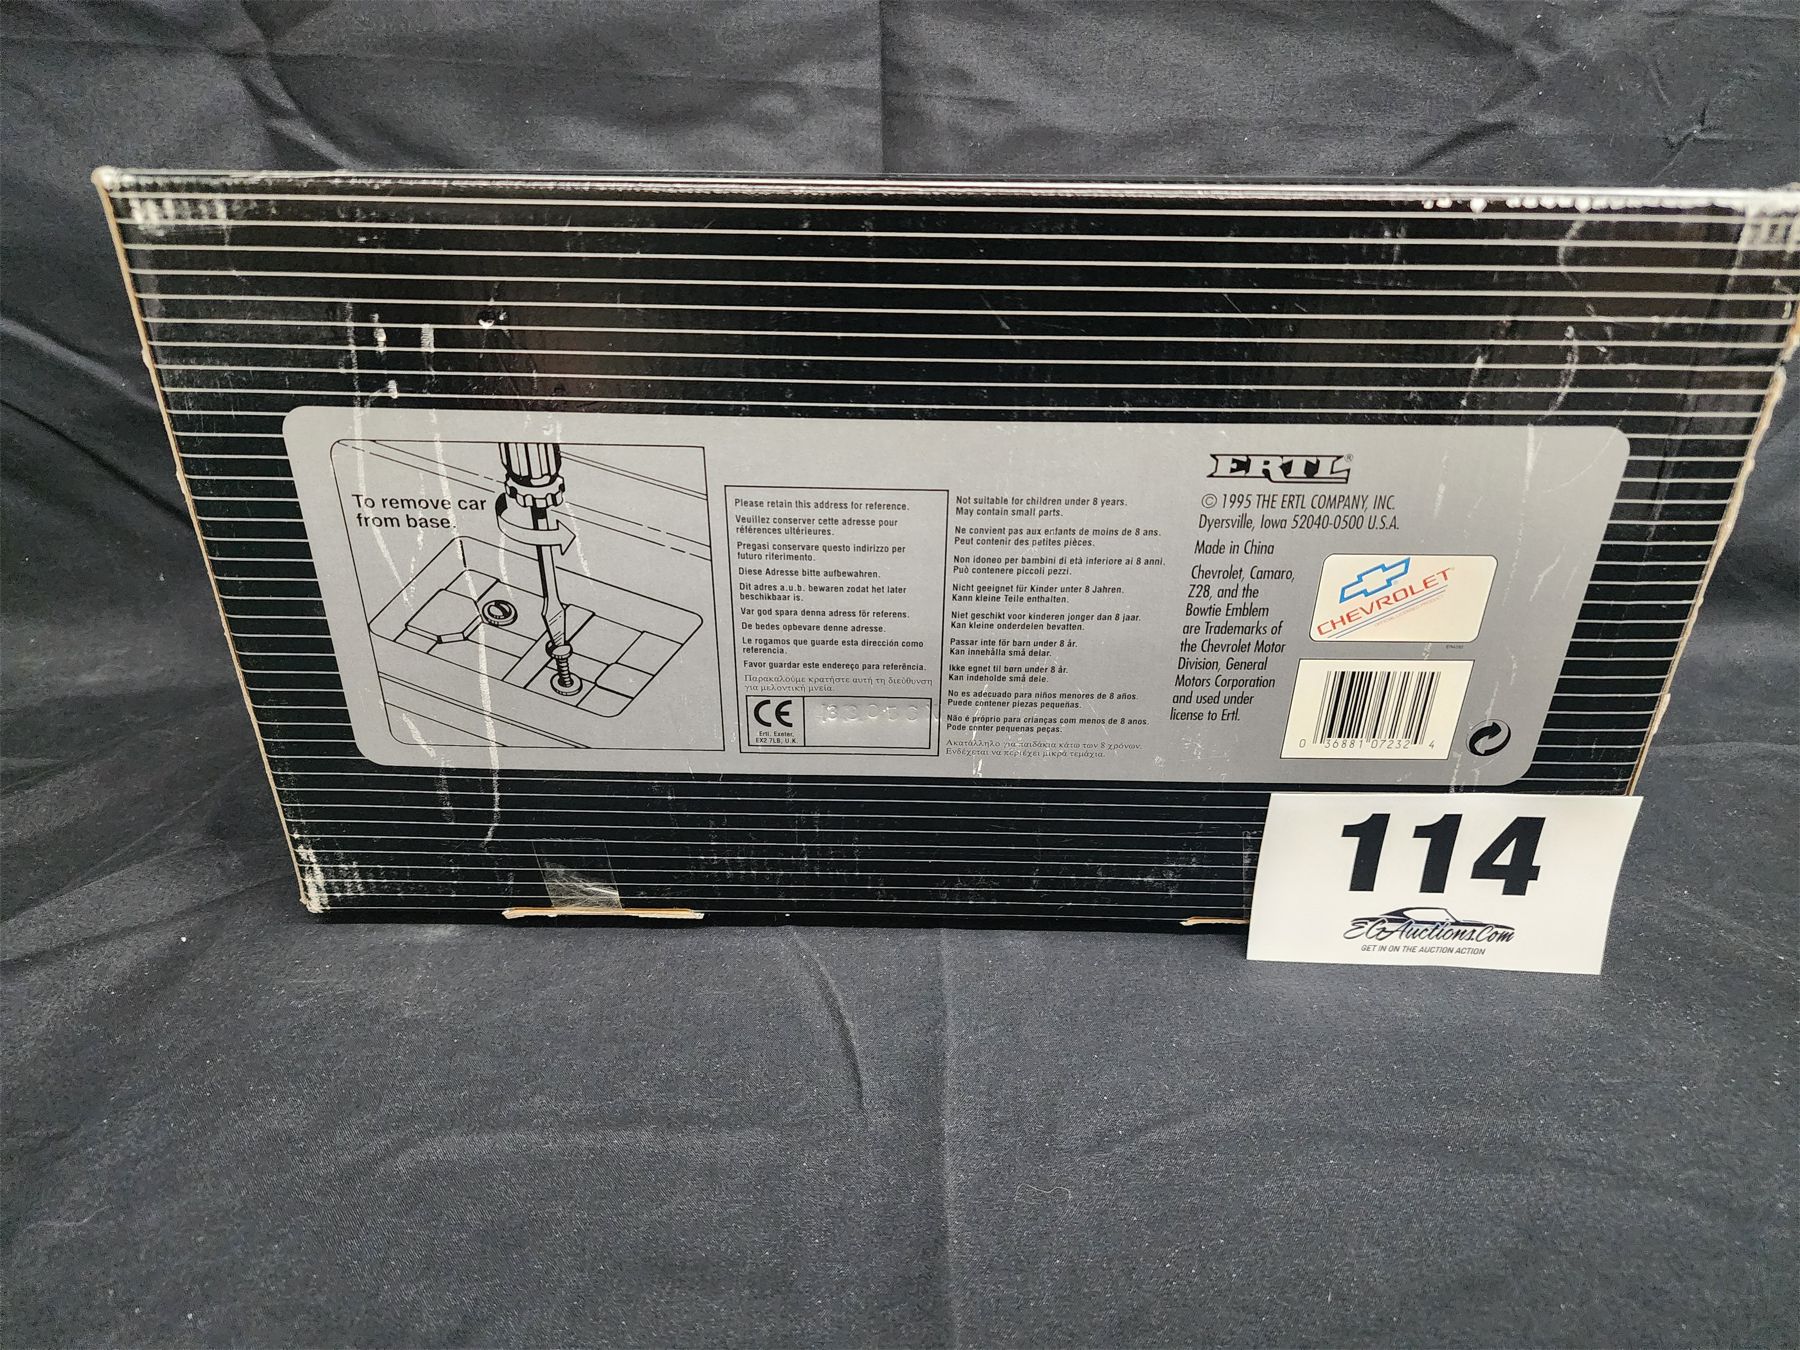 To remove car
from base.
Please retain this address for reference.
Veuillez conserver cette adresse pour
références ultérieures.
Pregasi conservare questo indirizzo per
futuro riferimento.
Diese Adresse bitte aufbewahren.
Dit adres a.u.b. bewaren zodat het later
beschikbaar is.
Var god spara denna adress för referens.
De bedes opbevare denne adresse.
Le rogamos que guarde esta dirección como
referencia.
Favor guardar este endereço para referência.
Παρακαλούμε κρατήστε αυτή τη διεύθυνση
για μελοντική μνεία.
CE
Ertl. Exeter,
EX2 7LB, U.K.
Not suitable for children under 8 years.
May contain small parts.
Ne convient pas aux enfants de moins de 8 ans.
Peut contenir des petites pièces.
Non idoneo per bambini di età inferiore ai 8 anni.
Può contenere piccoli pezzi.
Nicht geeignet für Kinder unter 8 Jahren.
Kann kleine Teile enthalten.
Niet geschikt voor kinderen jonger dan 8 jaar.
Kan kleine onderdelen bevatten.
Passar inte för barn under 8 år.
Kan innehålla små delar.
Ikke egnet til børn under 8 år.
Kan indeholde små dele.
No es adecuado para niños menores de 8 años.
Puede contener piezas pequeñas.
Não é próprio para crianças com menos de 8 anos.
Pode conter pequenas peças.
Ακατάλληλο για παιδάκια κάτω των 8 χρόνων.
Ενδέχεται να περιέχει μικρά τεμάχια.
ERTL®
© 1995 THE ERTL COMPANY, INC.
Dyersville, Iowa 52040-0500 U.S.A.
Made in China
Chevrolet, Camaro,
Z28, and the
Bowtie Emblem
are Trademarks of
the Chevrolet Motor
Division, General
Motors Corporation
and used under
license to Ertl.
CHEVROLET
0 36881 07232 4
114
EGAuctions.Com
GET IN ON THE AUCTION ACTION